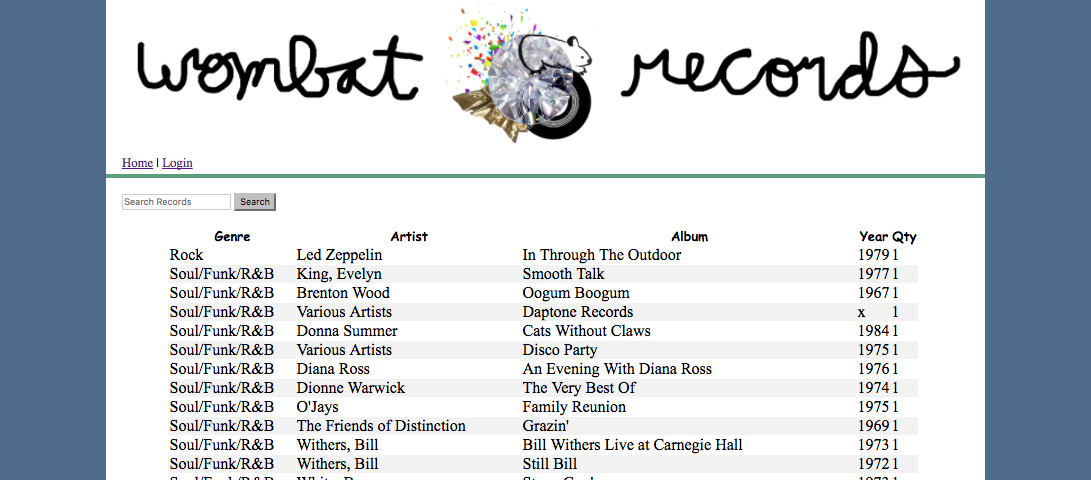 wombat records
Home | Login
Search Records Search
Genre Artist Album Year Qty
Rock Led Zeppelin In Through The Outdoor 1979 1
Soul/Funk/R&B King, Evelyn Smooth Talk 1977 1
Soul/Funk/R&B Brenton Wood Oogum Boogum 1967 1
Soul/Funk/R&B Various Artists Daptone Records x 1
Soul/Funk/R&B Donna Summer Cats Without Claws 1984 1
Soul/Funk/R&B Various Artists Disco Party 1975 1
Soul/Funk/R&B Diana Ross An Evening With Diana Ross 1976 1
Soul/Funk/R&B Dionne Warwick The Very Best Of 1974 1
Soul/Funk/R&B O'Jays Family Reunion 1975 1
Soul/Funk/R&B The Friends of Distinction Grazin' 1969 1
Soul/Funk/R&B Withers, Bill Bill Withers Live at Carnegie Hall 1973 1
Soul/Funk/R&B Withers, Bill Still Bill 1972 1